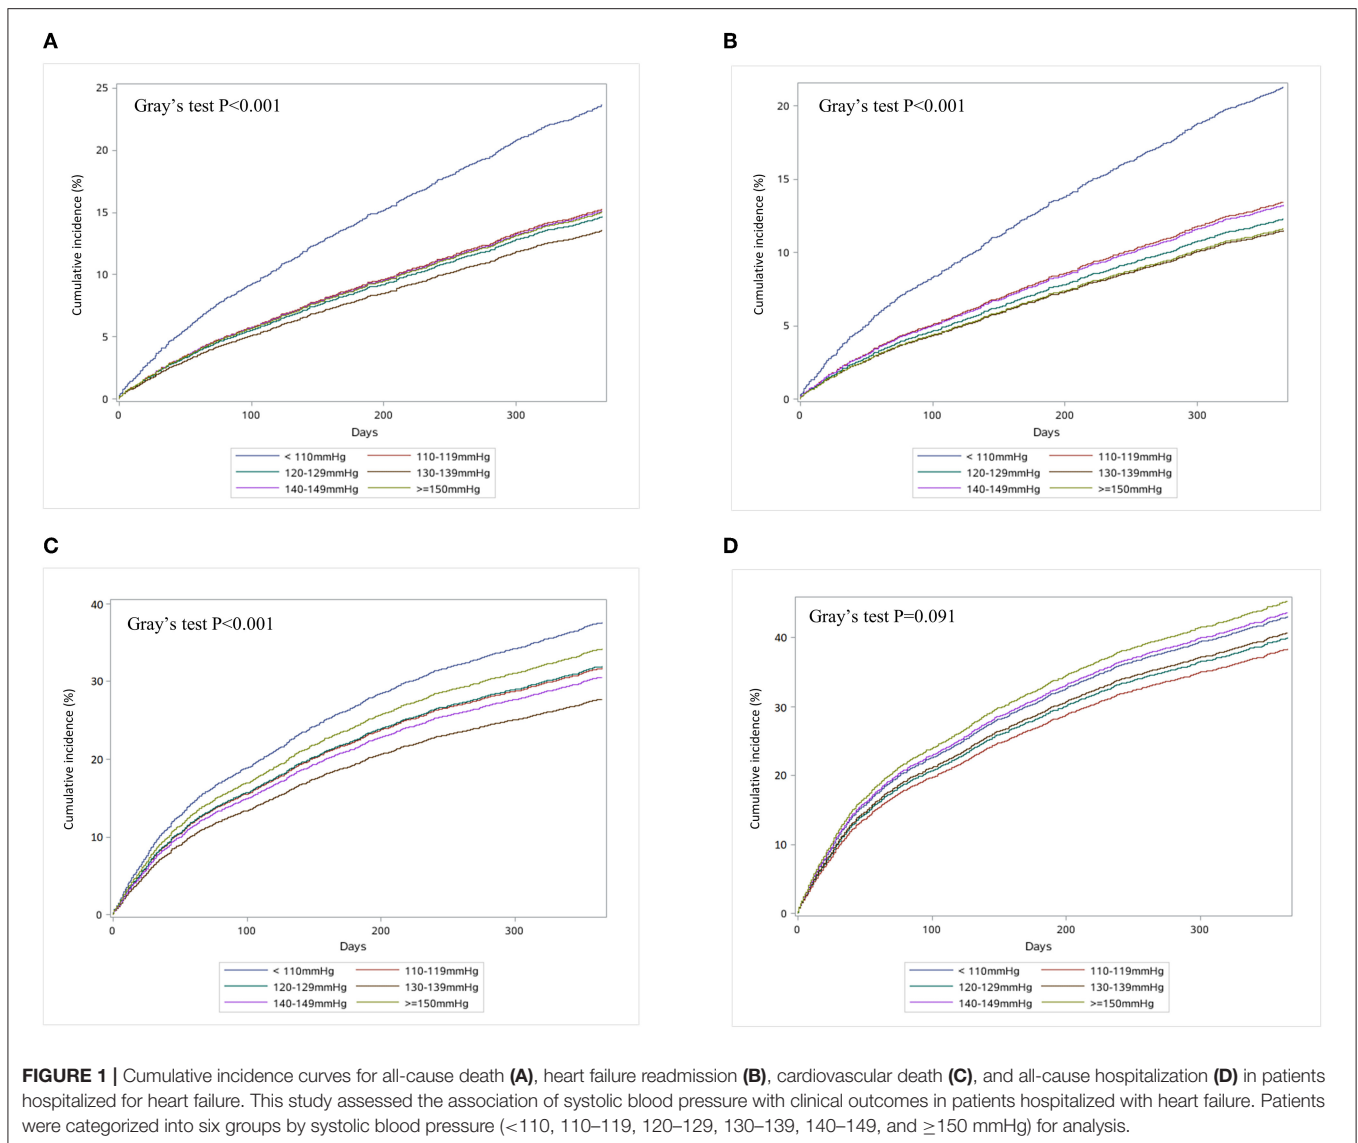 A
Gray's test P<0.001
Cumulative incidence (%)
25
20
15
10
5
0
0 100 200 300
Days
< 110mmHg 110-119mmHg
120-129mmHg 130-139mmHg
140-149mmHg >=150mmHg
B
Gray's test P<0.001
Cumulative incidence (%)
20
15
10
5
0
0 100 200 300
Days
< 110mmHg 110-119mmHg
120-129mmHg 130-139mmHg
140-149mmHg >=150mmHg
C
Gray's test P<0.001
Cumulative incidence (%)
40
30
20
10
0
0 100 200 300
Days
< 110mmHg 110-119mmHg
120-129mmHg 130-139mmHg
140-149mmHg >=150mmHg
D
Gray's test P=0.091
Cumulative incidence (%)
40
30
20
10
0
0 100 200 300
Days
< 110mmHg 110-119mmHg
120-129mmHg 130-139mmHg
140-149mmHg >=150mmHg
FIGURE 1 | Cumulative incidence curves for all-cause death (A), heart failure readmission (B), cardiovascular death (C), and all-cause hospitalization (D) in patients
hospitalized for heart failure. This study assessed the association of systolic blood pressure with clinical outcomes in patients hospitalized with heart failure. Patients
were categorized into six groups by systolic blood pressure (<110, 110–119, 120–129, 130–139, 140–149, and ≥150 mmHg) for analysis.